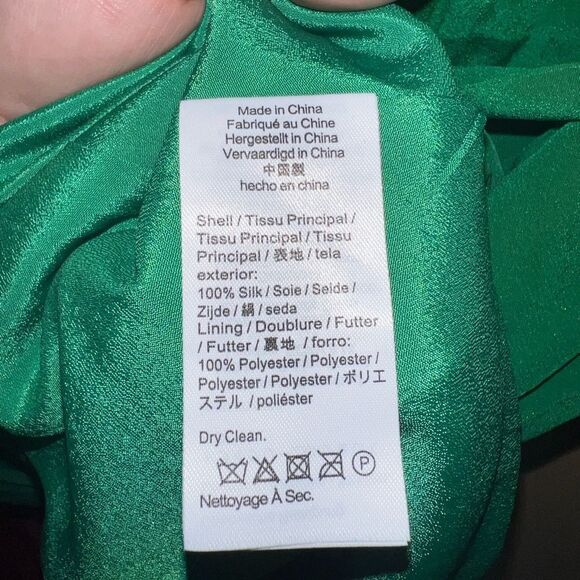 Made in China
Fabriqué au Chine
Hergestellt in China
Vervaardigd in China
中國製
hecho en china
Shell / Tissu Principal /
Tissu Principal / Tissu
Principal / 表地 / tela
exterior:
100% Silk / Soie / Seide /
Zijde / 絹 / seda
Lining / Doublure / Futter
/ Futter / 裏地 / forro:
100% Polyester / Polyester /
Polyester / Polyester / ポリエ
ステル / poliéster
Dry Clean.
P
Nettoyage À Sec.